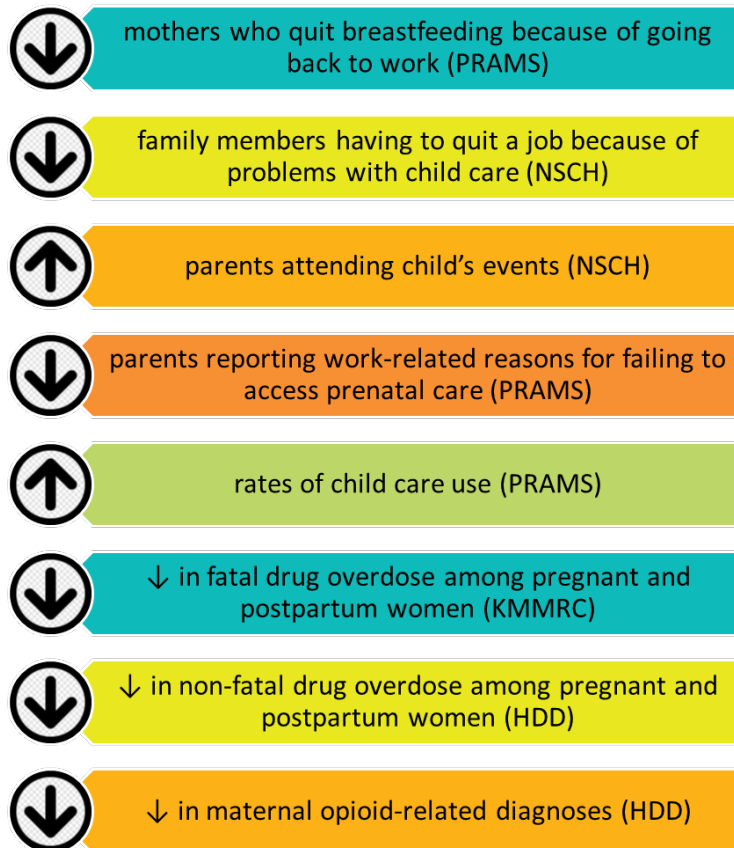 mothers who quit breastfeeding because of going
back to work (PRAMS)
family members having to quit a job because of
problems with child care (NSCH)
parents attending child’s events (NSCH)
parents reporting work-related reasons for failing to
access prenatal care (PRAMS)
rates of child care use (PRAMS)
↓ in fatal drug overdose among pregnant and
postpartum women (KMMRC)
↓ in non-fatal drug overdose among pregnant and
postpartum women (HDD)
↓ in maternal opioid-related diagnoses (HDD)